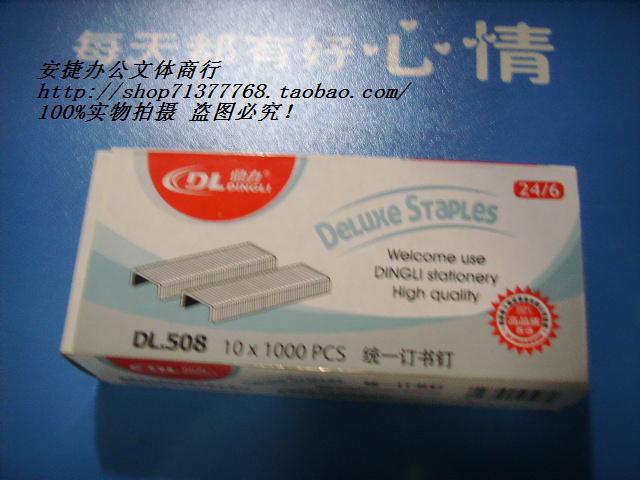 每天都有好心情
安捷办公文体商行
http://shop71377768.taobao.com/
100%实物拍摄 盗图必究!
DL
DINGLI
24/6
DELUXE STAPLES
Welcome use
DINGLI stationery
High quality
DL.508 10 x 1000 PCS 统一订书钉